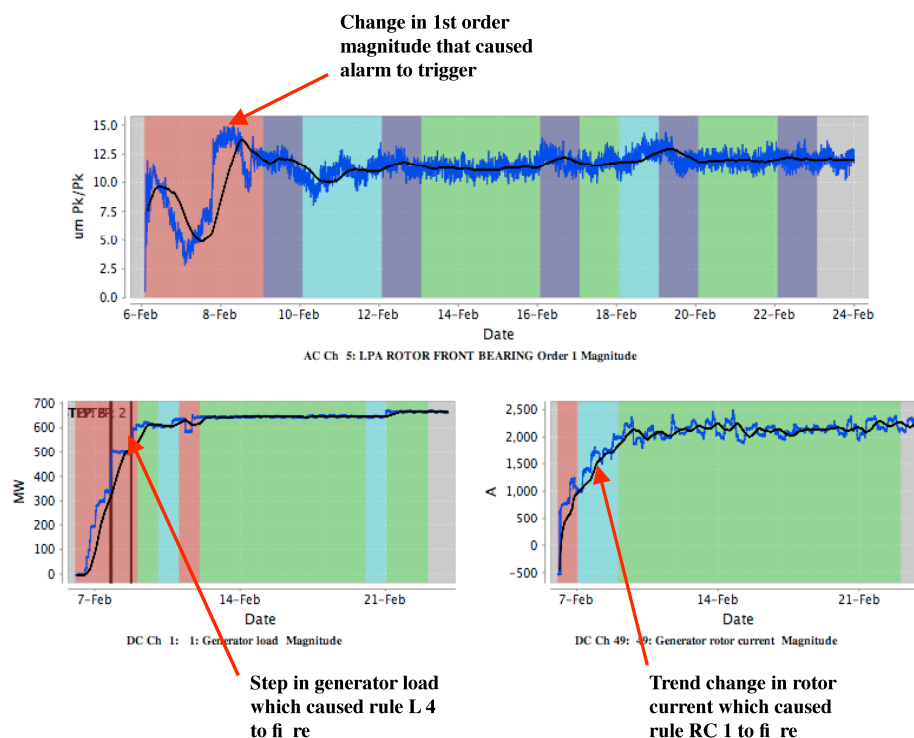 Change in 1st order
magnitude that caused
alarm to trigger
15.0
12.5
10.0
7.5
5.0
2.5
0.0
um Pk/Pk
6-Feb 8-Feb 10-Feb 12-Feb 14-Feb 16-Feb 18-Feb 20-Feb 22-Feb 24-Feb
Date
AC Ch 5: LPA ROTOR FRONT BEARING Order 1 Magnitude
700
600
500
400
300
200
100
0
MW
7-Feb 14-Feb 21-Feb
Date
DC Ch 1: 1: Generator load Magnitude
2,500
2,000
1,500
1,000
500
0
-500
A
7-Feb 14-Feb 21-Feb
Date
DC Ch 49: 49: Generator rotor current Magnitude
Step in generator load
which caused rule L 4
to fi re
Trend change in rotor
current which caused
rule RC 1 to fi re